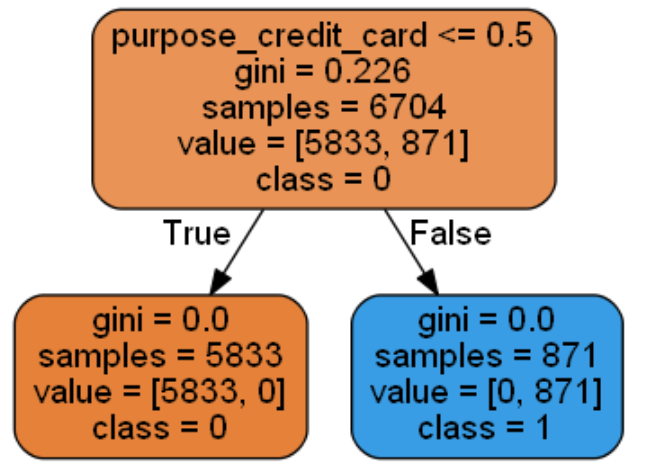 purpose_credit_card <= 0.5
gini = 0.226
samples = 6704
value = [5833, 871]
class = 0
True
False
gini = 0.0
samples = 5833
value = [5833, 0]
class = 0
gini = 0.0
samples = 871
value = [0, 871]
class = 1